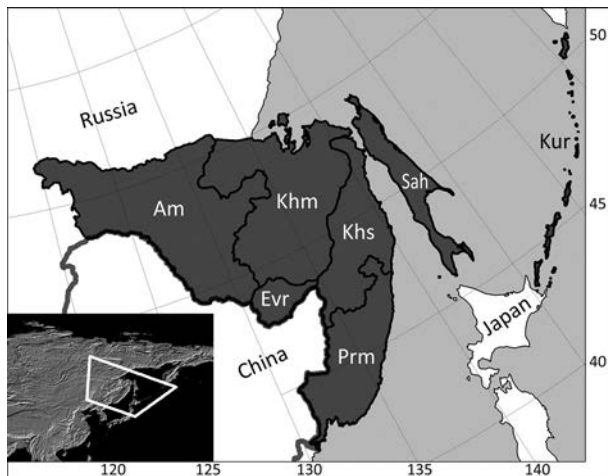 50
Russia
Kur
Sah
Am
Khm
45
Khs
Evr
Japan
China
Prm
40
120
125
130
135
140